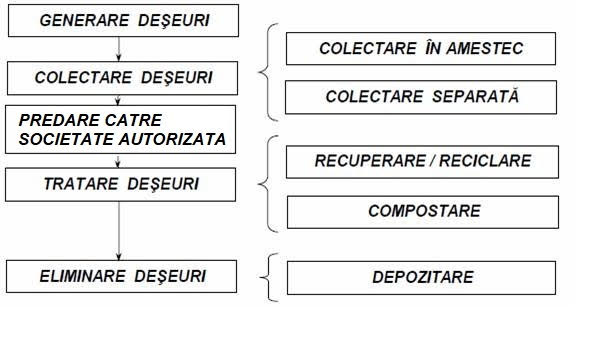 GENERARE DEŞEURI
COLECTARE DEŞEURI
COLECTARE ÎN AMESTEC
COLECTARE SEPARATĂ
PREDARE CATRE
SOCIETATE AUTORIZATA
TRATARE DEŞEURI
RECUPERARE / RECICLARE
COMPOSTARE
ELIMINARE DEŞEURI
DEPOZITARE